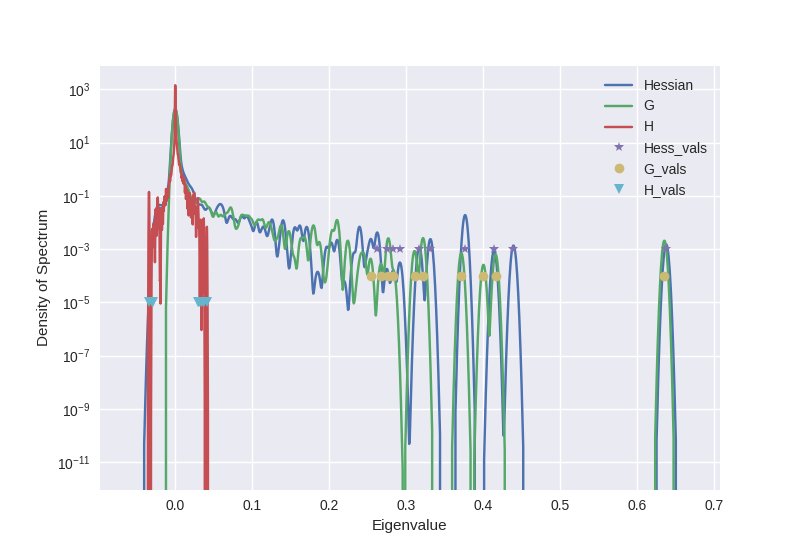 10^3
10^1
10^−1
10^−3
10^−5
10^−7
10^−9
10^−11
Density of Spectrum
Hessian
G
H
Hess_vals
G_vals
H_vals
0.0 0.1 0.2 0.3 0.4 0.5 0.6 0.7
Eigenvalue